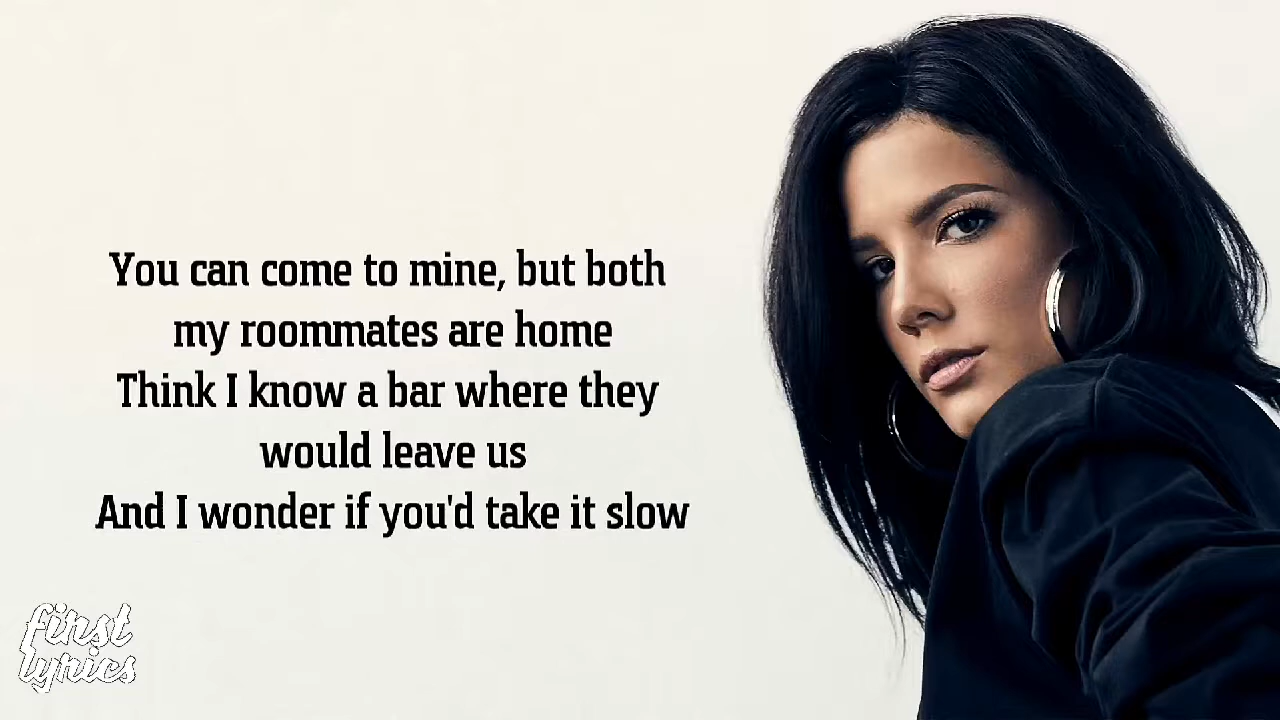 You can come to mine, but both
my roommates are home
Think I know a bar where they
would leave us
And I wonder if you'd take it slow
first
lyrics